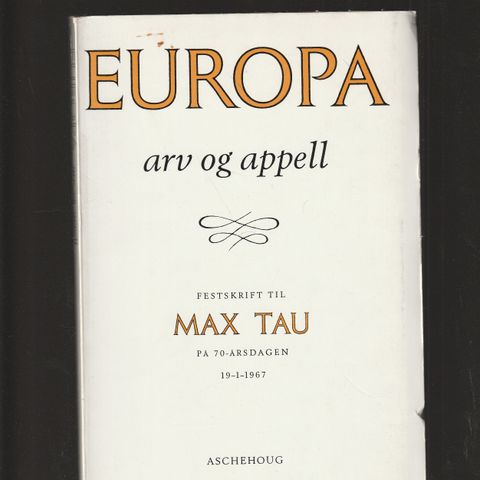 EUROPA
arv og appell
FESTSKRIFT TIL
MAX TAU
PÅ 70-ÅRSDAGEN
19-1-1967
ASCHEHOUG